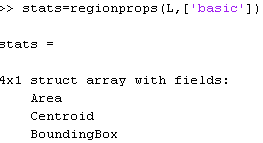 >> stats=regionprops(L,['basic'])
stats =
4x1 struct array with fields:
Area
Centroid
BoundingBox